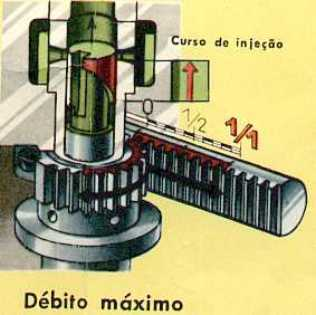 Curso de injeção
0
1/2
1/1
Débito máximo